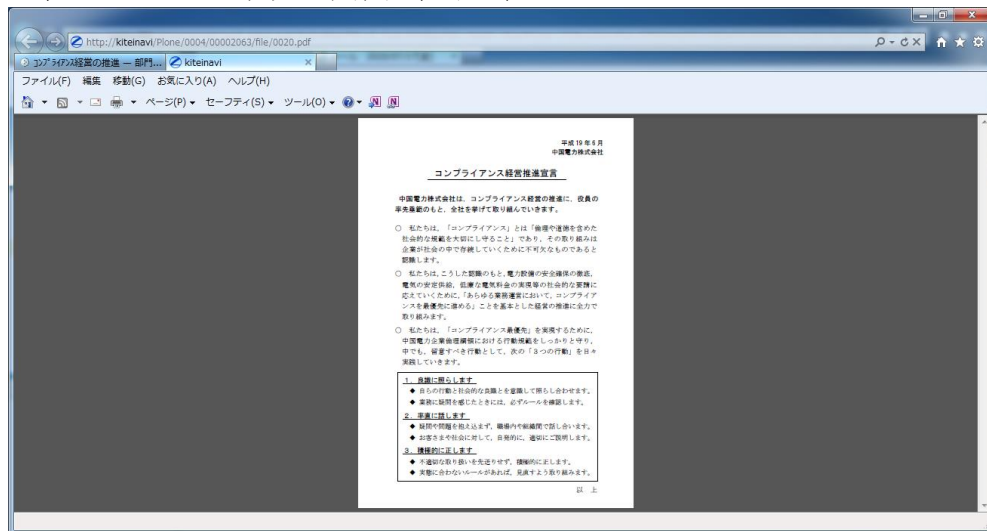 http://kiteinavi/Plone/0004/00002063/file/0020.pdf
コンプライアンス経営の推進 — 部門...
kiteinavi
ファイル(F) 編集 移動(G) お気に入り(A) ヘルプ(H)
ページ(P) セーフティ(S) ツール(O)
平成19年6月
中国電力株式会社
コンプライアンス経営推進宣言
中国電力株式会社は、コンプライアンス経営の推進に、役員の
率先垂範のもと、全社を挙げて取り組んでいきます。
○ 私たちは、「コンプライアンス」とは「倫理や道徳を含めた
社会的な規範を大切にし守ること」であり、その取り組みは
企業が社会の中で存続していくために不可欠なものであると
認識します。
○ 私たちは、こうした認識のもと、電力設備の安全確保の徹底、
電気の安定供給、低廉な電気料金の実現等の社会的な要請に
応えていくために、「あらゆる業務運営において、コンプライア
ンスを最優先に進める」ことを基本とした経営の推進に全力で
取り組みます。
○ 私たちは、「コンプライアンス最優先」を実現するために、
中国電力企業倫理綱領における行動規範をしっかりと守り、
中でも、留意すべき行動として、次の「3つの行動」を日々
実践していきます。
1. 良識に照らします
◆ 自らの行動と社会的な良識とを意識して照らし合わせます。
◆ 業務に疑問を感じたときには、必ずルールを確認します。
2. 率直に話します
◆ 疑問や問題を抱え込まず、職場内や組織間で話し合います。
◆ お客さまや社会に対して、自発的に、適切にご説明します。
3. 積極的に正します
◆ 不適切な取り扱いを先送りせず、積極的に正します。
◆ 実態に合わないルールがあれば、見直すよう取り組みます。
以 上